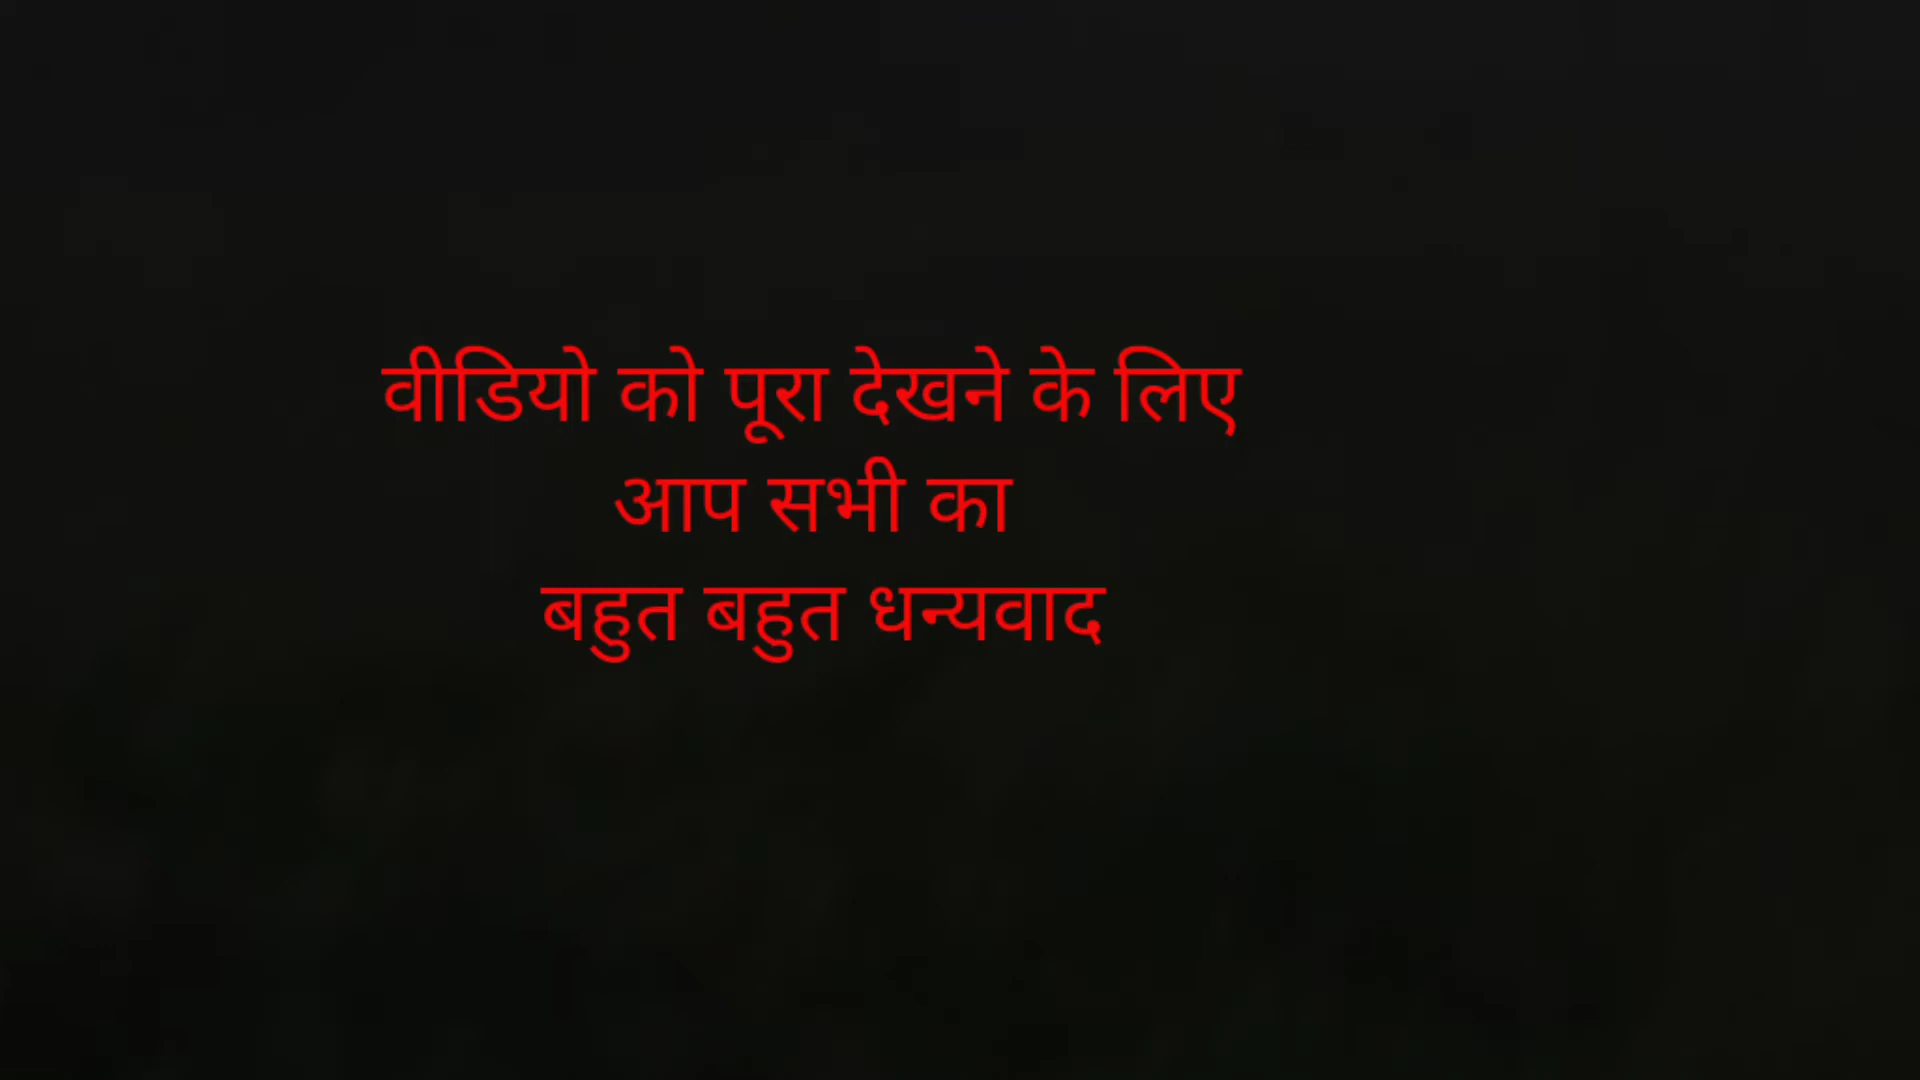 वीडियो को पूरा देखने के लिए
आप सभी का
बहुत बहुत धन्यवाद